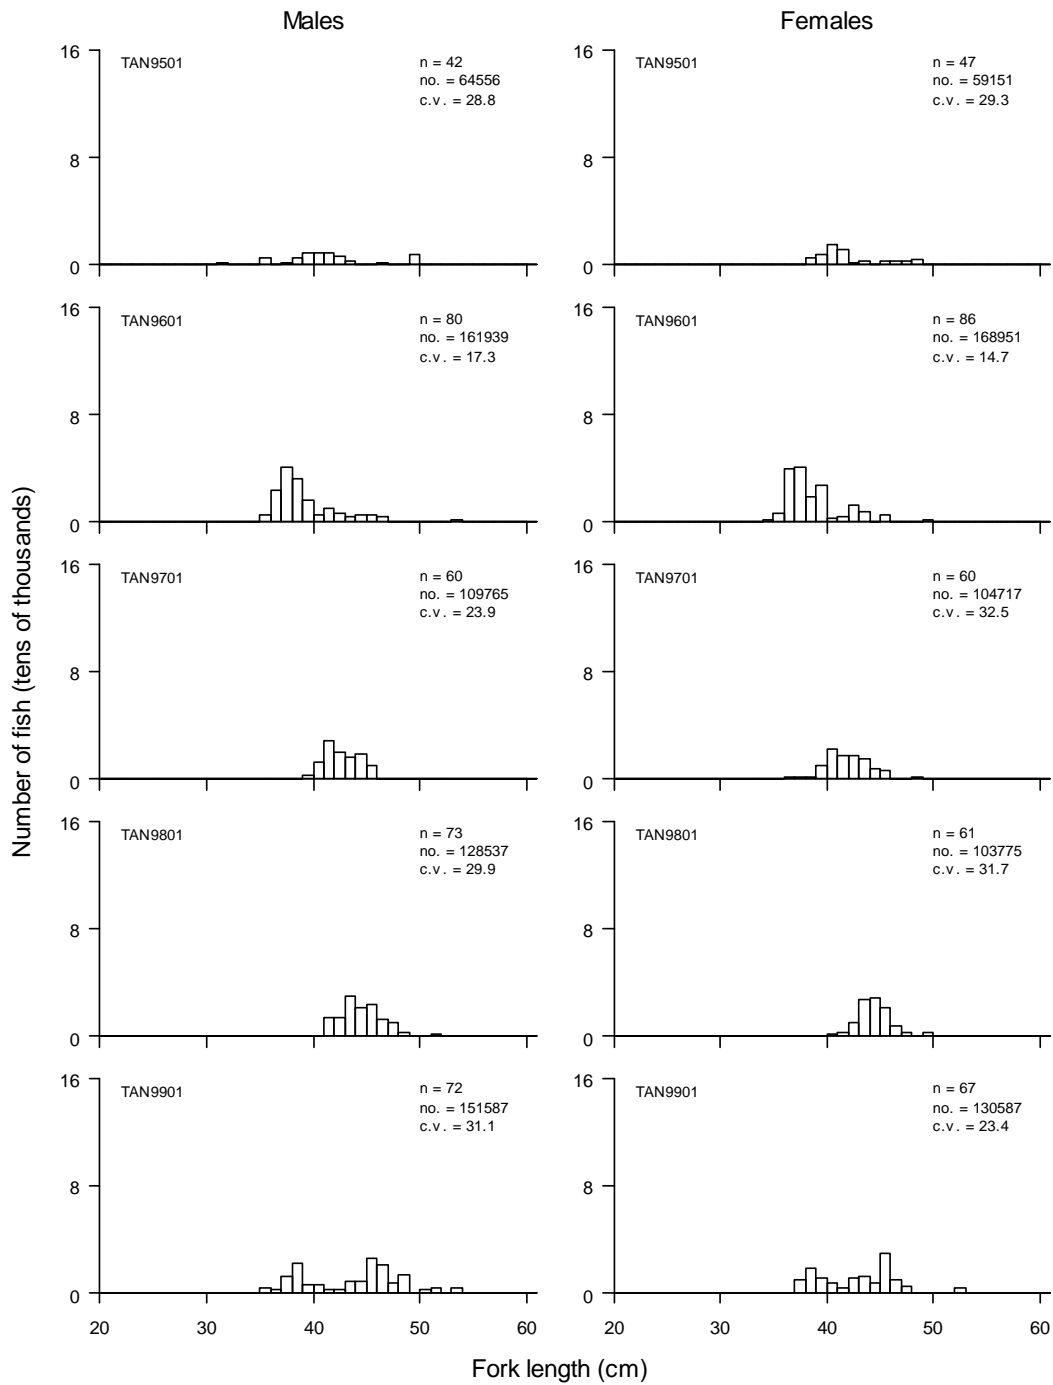 Males
Females
16
8
0
TAN9501
n = 42
no. = 64556
c.v. = 28.8
16
8
0
TAN9501
n = 47
no. = 59151
c.v. = 29.3
16
8
0
TAN9601
n = 80
no. = 161939
c.v. = 17.3
16
8
0
TAN9601
n = 86
no. = 168951
c.v. = 14.7
16
8
0
TAN9701
n = 60
no. = 109765
c.v. = 23.9
16
8
0
TAN9701
n = 60
no. = 104717
c.v. = 32.5
16
8
0
TAN9801
n = 73
no. = 128537
c.v. = 29.9
16
8
0
TAN9801
n = 61
no. = 103775
c.v. = 31.7
16
8
0
TAN9901
n = 72
no. = 151587
c.v. = 31.1
16
8
0
TAN9901
n = 67
no. = 130587
c.v. = 23.4
20 30 40 50 60
20 30 40 50 60
Number of fish (tens of thousands)
Fork length (cm)